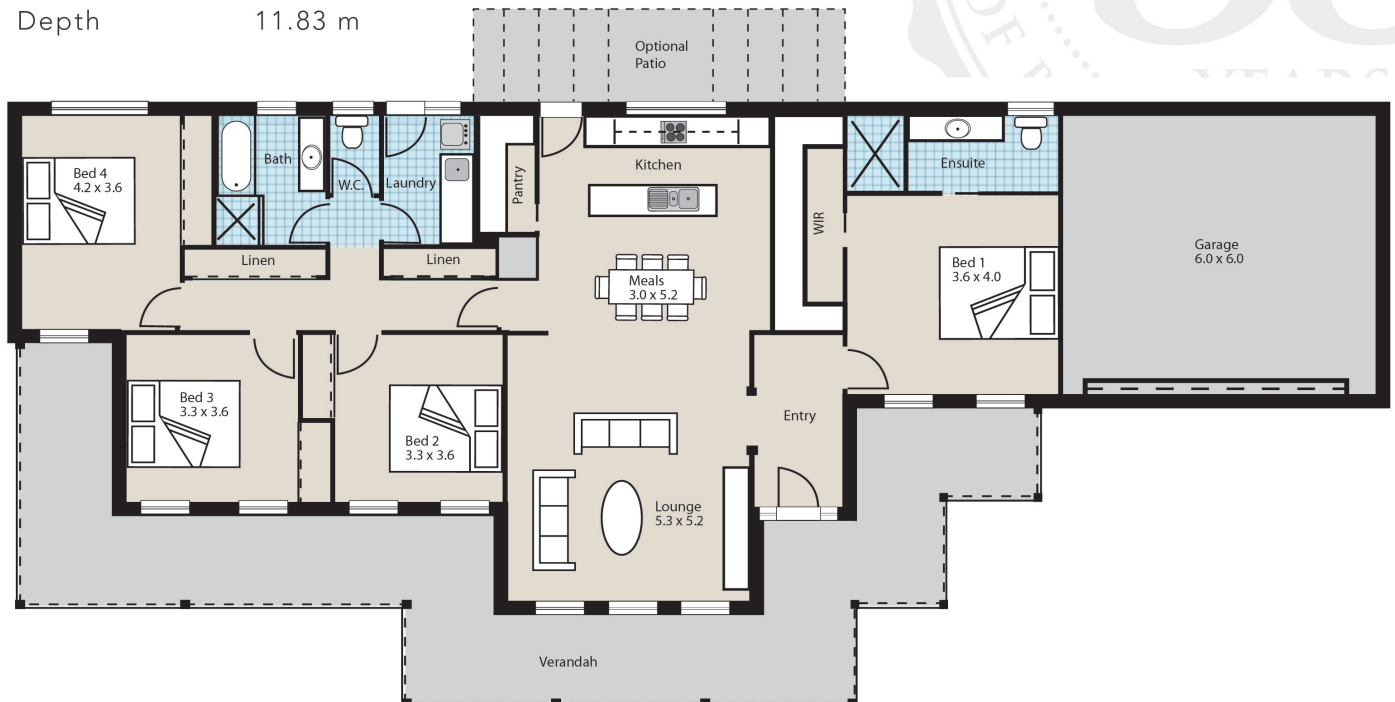 Depth 11.83 m
OF
YEARS
Optional
Patio
Bed 4
4.2 x 3.6
Bath
W.C.
Laundry
Pantry
Kitchen
WIR
Ensuite
Garage
6.0 x 6.0
Linen
Linen
Meals
3.0 x 5.2
Bed 1
3.6 x 4.0
Bed 3
3.3 x 3.6
Bed 2
3.3 x 3.6
Entry
Lounge
5.3 x 5.2
Verandah